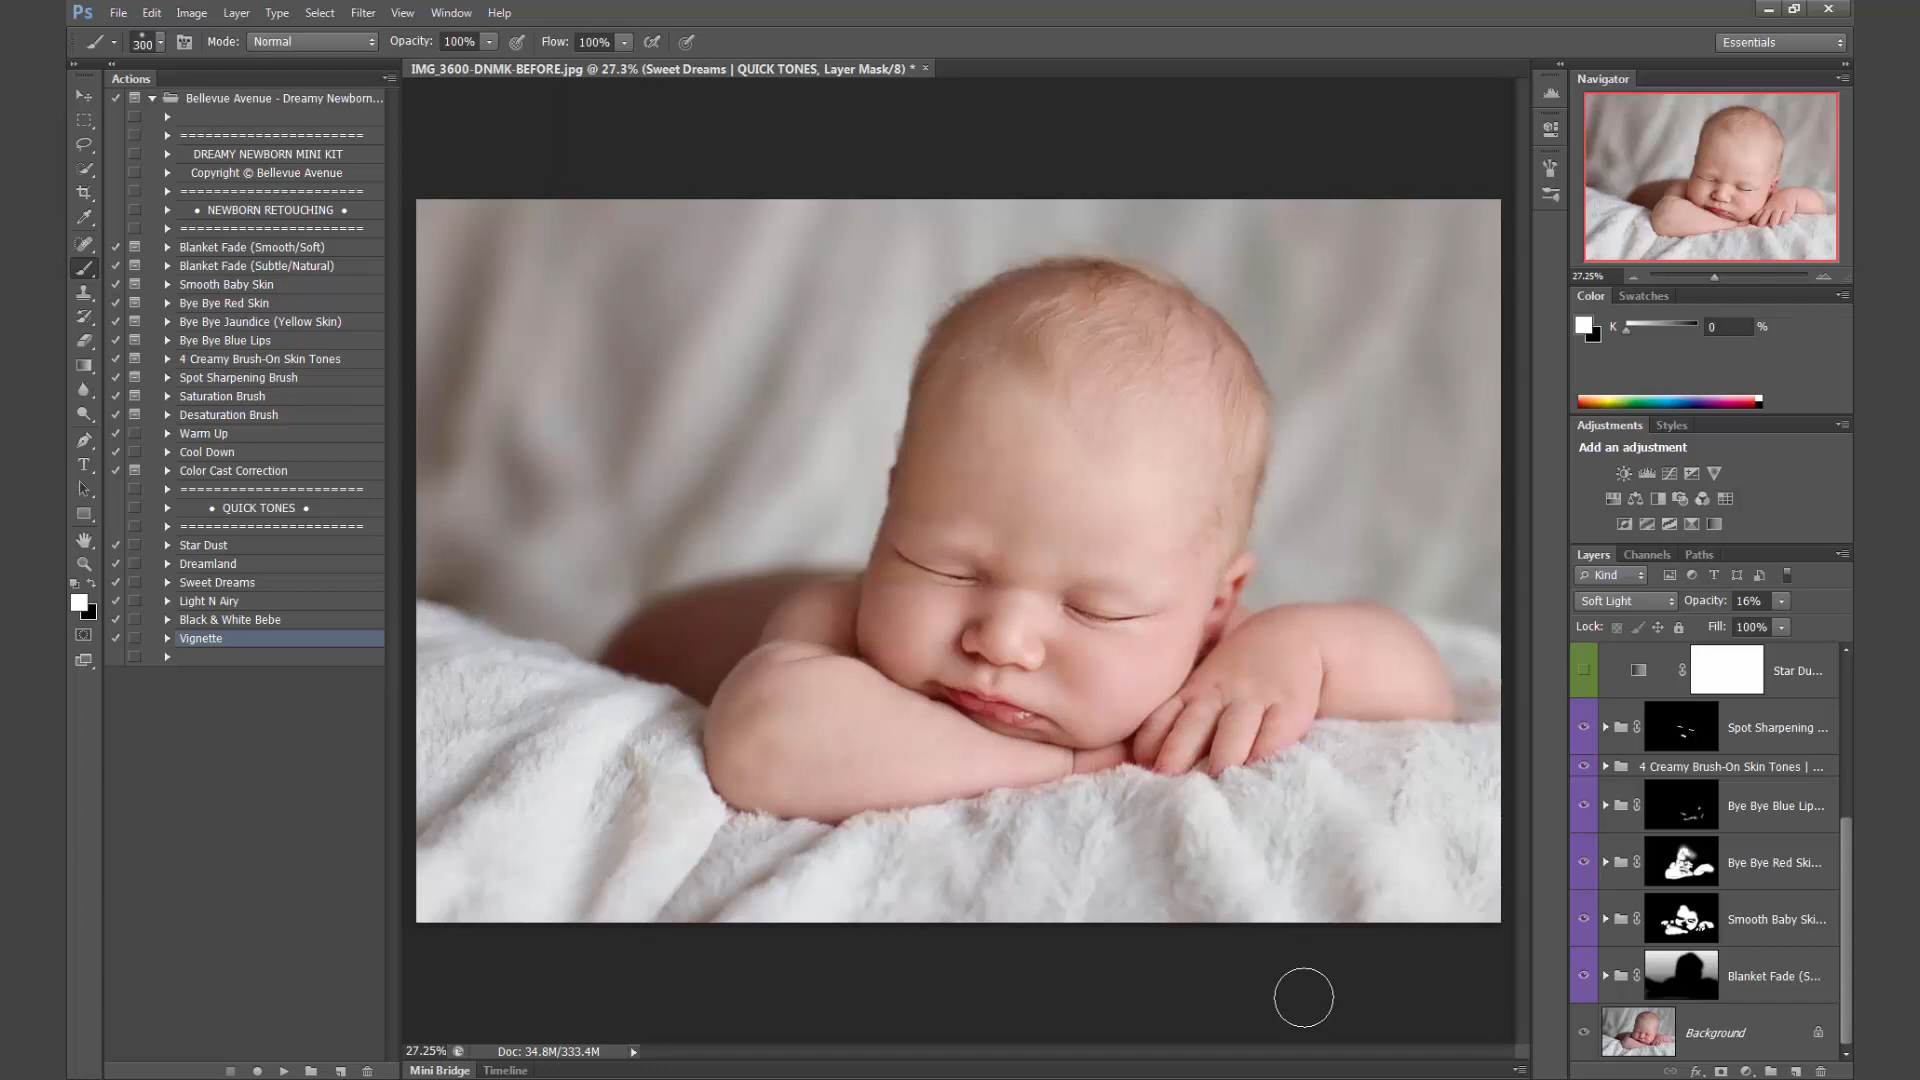 Ps File Edit Image Layer Type Select Filter View Window Help
300 Mode: Normal Opacity: 100% Flow: 100% Essentials
IMG_3600-DNMK-BEFORE.jpg @ 27.3% (Sweet Dreams | QUICK TONES, Layer Mask/8) * ×
Actions
Bellevue Avenue - Dreamy Newborn...
======================
DREAMY NEWBORN MINI KIT
Copyright © Bellevue Avenue
======================
● NEWBORN RETOUCHING ●
======================
Blanket Fade (Smooth/Soft)
Blanket Fade (Subtle/Natural)
Smooth Baby Skin
Bye Bye Red Skin
Bye Bye Jaundice (Yellow Skin)
Bye Bye Blue Lips
4 Creamy Brush-On Skin Tones
Spot Sharpening Brush
Saturation Brush
Desaturation Brush
Warm Up
Cool Down
Color Cast Correction
======================
● QUICK TONES ●
======================
Star Dust
Dreamland
Sweet Dreams
Light N Airy
Black & White Bebe
Vignette
27.25% Doc: 34.8M/333.4M
Mini Bridge Timeline
Navigator
27.25%
Color Swatches
K 0 %
Adjustments Styles
Add an adjustment
Layers Channels Paths
Kind T
Soft Light Opacity: 16%
Lock: Fill: 100%
Star Du...
Spot Sharpening ...
4 Creamy Brush-On Skin Tones | ...
Bye Bye Blue Lip...
Bye Bye Red Ski...
Smooth Baby Ski...
Blanket Fade (S...
Background
fx